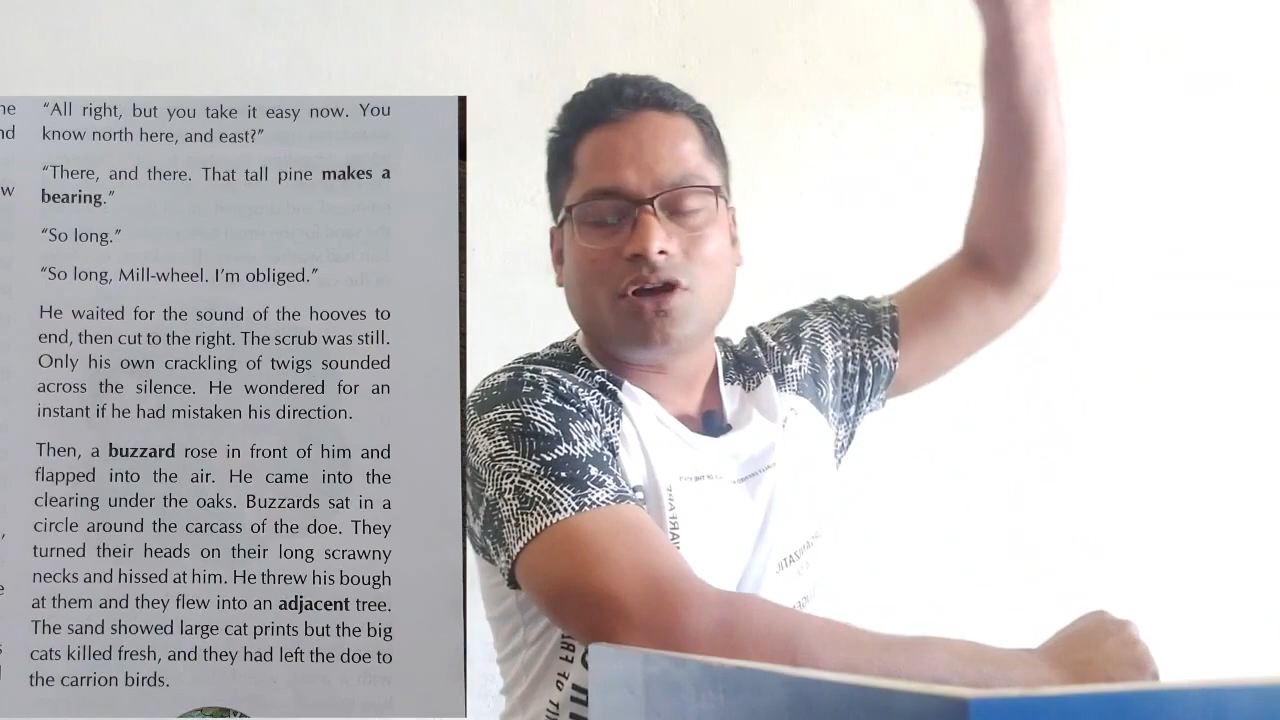 "All right, but you take it easy now. You
know north here, and east?"
"There, and there. That tall pine makes a
bearing."
"So long."
"So long, Mill-wheel. I'm obliged."
He waited for the sound of the hooves to
end, then cut to the right. The scrub was still.
Only his own crackling of twigs sounded
across the silence. He wondered for an
instant if he had mistaken his direction.
Then, a buzzard rose in front of him and
flapped into the air. He came into the
clearing under the oaks. Buzzards sat in a
circle around the carcass of the doe. They
turned their heads on their long scrawny
necks and hissed at him. He threw his bough
at them and they flew into an adjacent tree.
The sand showed large cat prints but the big
cats killed fresh, and they had left the doe to
the carrion birds.